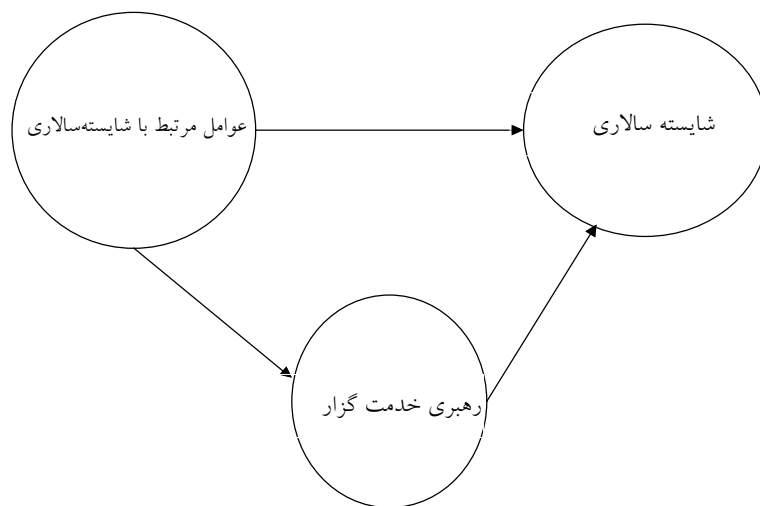 شایسته سالاری
عوامل مرتبط با شایسته‌سالاری
رهبری خدمت گزار